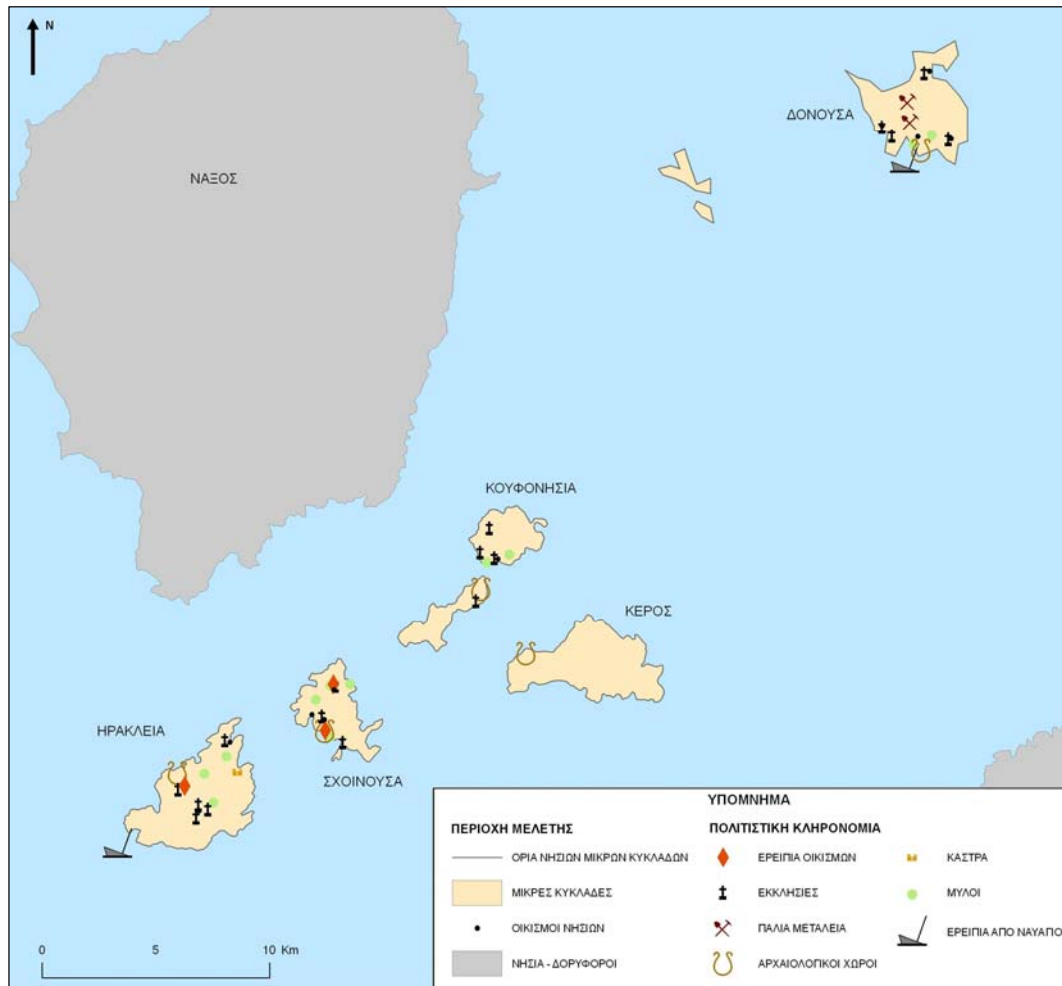 N
ΔΟΝΟΥΣΑ
ΝΑΞΟΣ
ΚΟΥΦΟΝΗΣΙΑ
ΚΕΡΟΣ
ΗΡΑΚΛΕΙΑ
ΣΧΟΙΝΟΥΣΑ
ΥΠΟΜΝΗΜΑ
ΠΕΡΙΟΧΗ ΜΕΛΕΤΗΣ
ΟΡΙΑ ΝΗΣΙΩΝ ΜΙΚΡΩΝ ΚΥΚΛΑΔΩΝ
ΜΙΚΡΕΣ ΚΥΚΛΑΔΕΣ
ΟΙΚΙΣΜΟΙ ΝΗΣΙΩΝ
ΝΗΣΙΑ - ΔΟΡΥΦΟΡΟΙ
ΠΟΛΙΤΙΣΤΙΚΗ ΚΛΗΡΟΝΟΜΙΑ
ΕΡΕΙΠΙΑ ΟΙΚΙΣΜΩΝ
ΕΚΚΛΗΣΙΕΣ
ΠΑΛΙΑ ΜΕΤΑΛΕΙΑ
ΑΡΧΑΙΟΛΟΓΙΚΟΙ ΧΩΡΟΙ
ΚΑΣΤΡΑ
ΜΥΛΟΙ
ΕΡΕΙΠΙΑ ΑΠΟ ΝΑΥΑΓΙΟ
0 5 10 Km